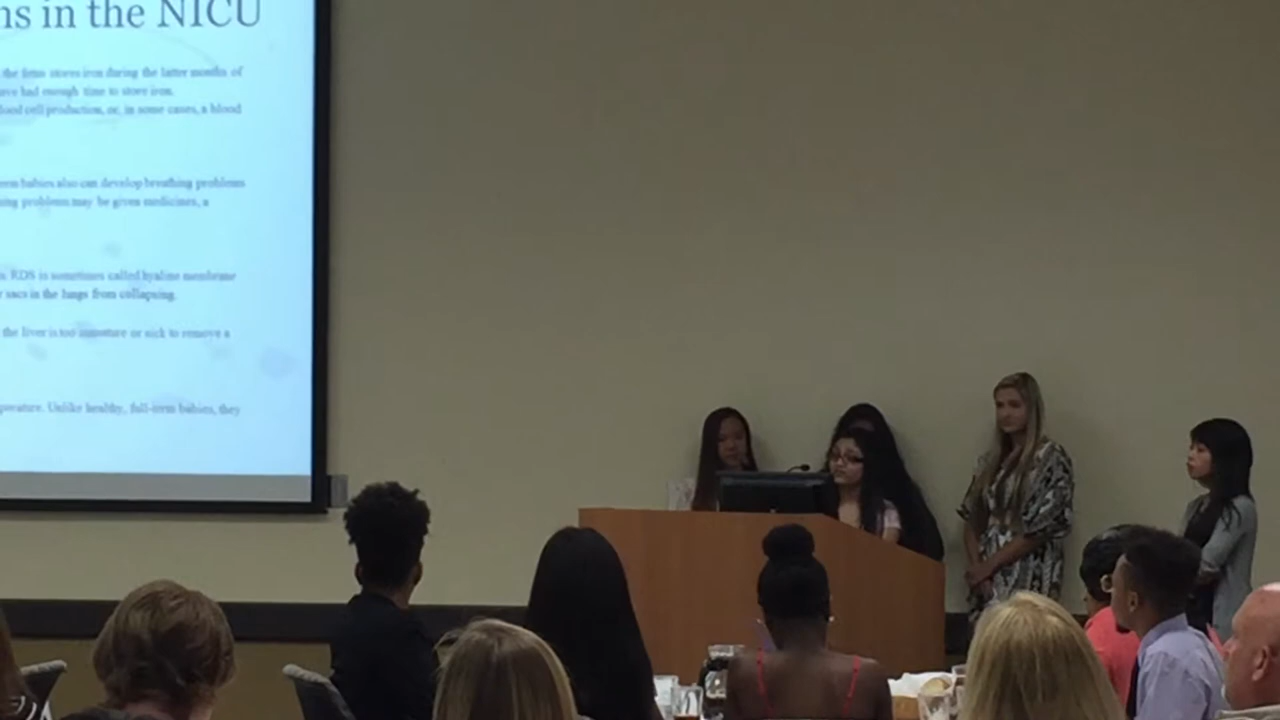 ns in the NICU
the fetus stores iron during the latter months of
ave had enough time to store iron.
lood cell production, or, in some cases, a blood
erm babies also can develop breathing problems
ing problems may be given medicines, a
RDS is sometimes called hyaline membrane
sacs in the lungs from collapsing.
the liver is too immature or sick to remove a
perature. Unlike healthy, full-term babies, they